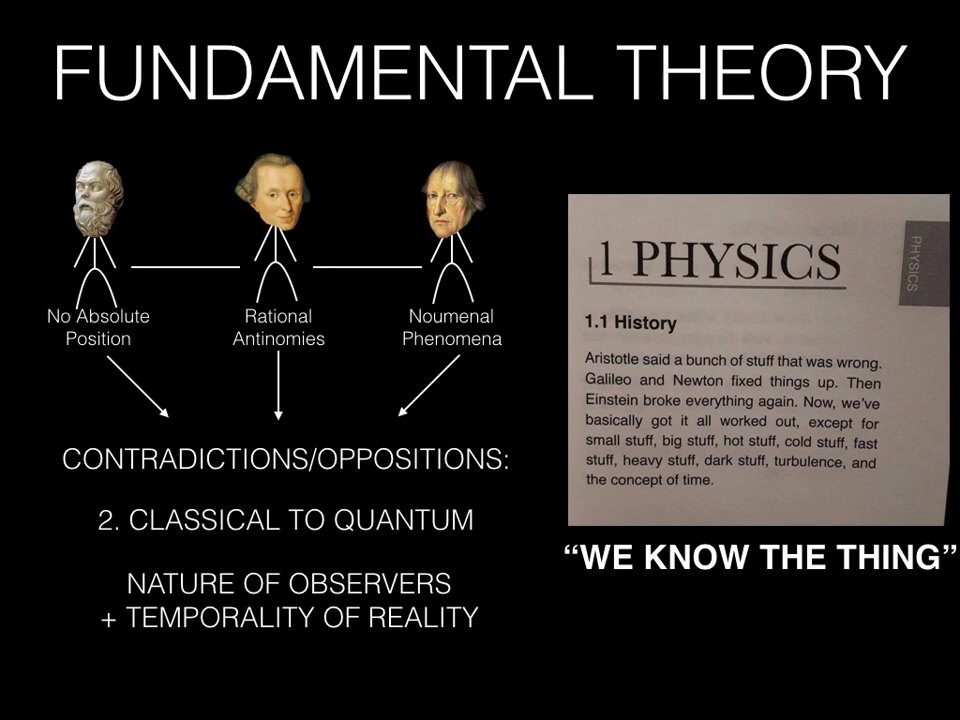 FUNDAMENTAL THEORY
No Absolute
Position
Rational
Antinomies
Noumenal
Phenomena
CONTRADICTIONS/OPPOSITIONS:
2. CLASSICAL TO QUANTUM
NATURE OF OBSERVERS
+ TEMPORALITY OF REALITY
1 PHYSICS
PHYSICS
1.1 History
Aristotle said a bunch of stuff that was wrong.
Galileo and Newton fixed things up. Then
Einstein broke everything again. Now, we've
basically got it all worked out, except for
small stuff, big stuff, hot stuff, cold stuff, fast
stuff, heavy stuff, dark stuff, turbulence, and
the concept of time.
“WE KNOW THE THING”